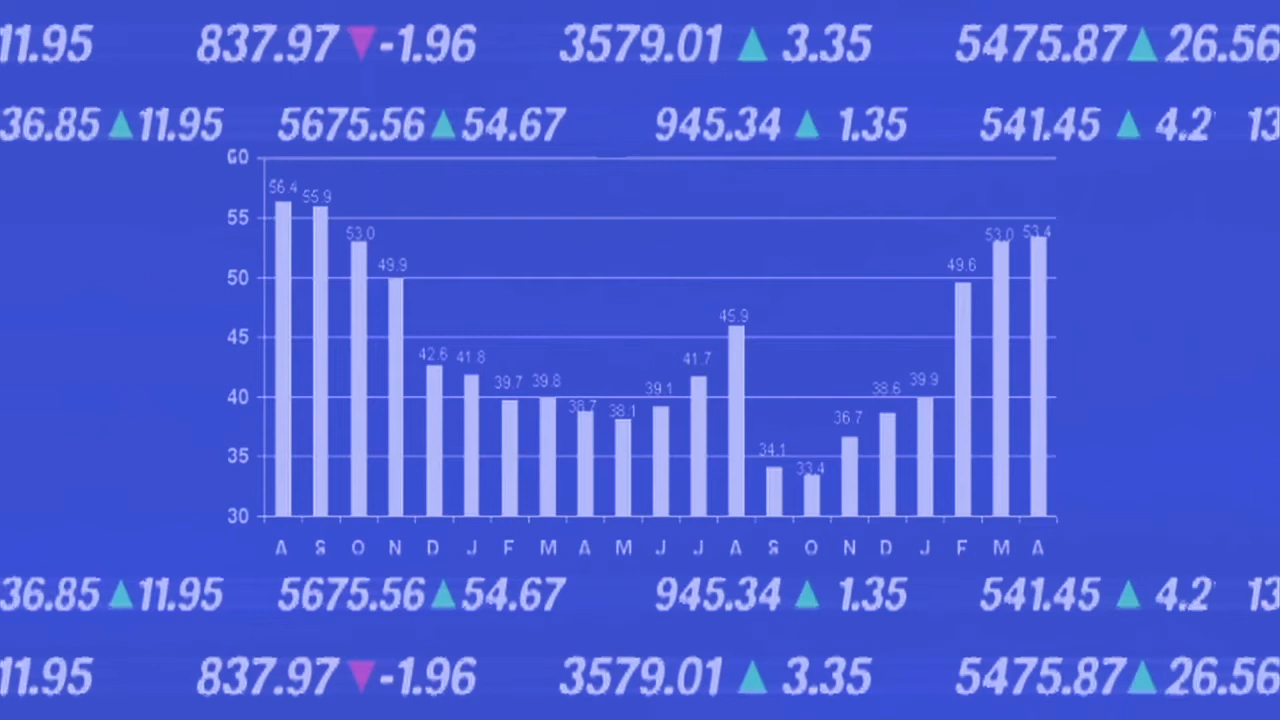 11.95 837.97 ▼ -1.96 3579.01 ▲ 3.35 5475.87 ▲ 26.56
36.85 ▲ 11.95 5675.56 ▲ 54.67 945.34 ▲ 1.35 541.45 ▲ 4.2 13
60
56.4 55.9
55
53.0 53.0 53.4
49.9 49.6
50
45.9
45
42.6 41.8 41.7
39.7 39.8 39.1 38.6 39.9
40
38.7 38.1 36.7
35
34.1 33.4
30
A S O N D J F M A M J J A S O N D J F M A
36.85 ▲ 11.95 5675.56 ▲ 54.67 945.34 ▲ 1.35 541.45 ▲ 4.2 13
11.95 837.97 ▼ -1.96 3579.01 ▲ 3.35 5475.87 ▲ 26.56